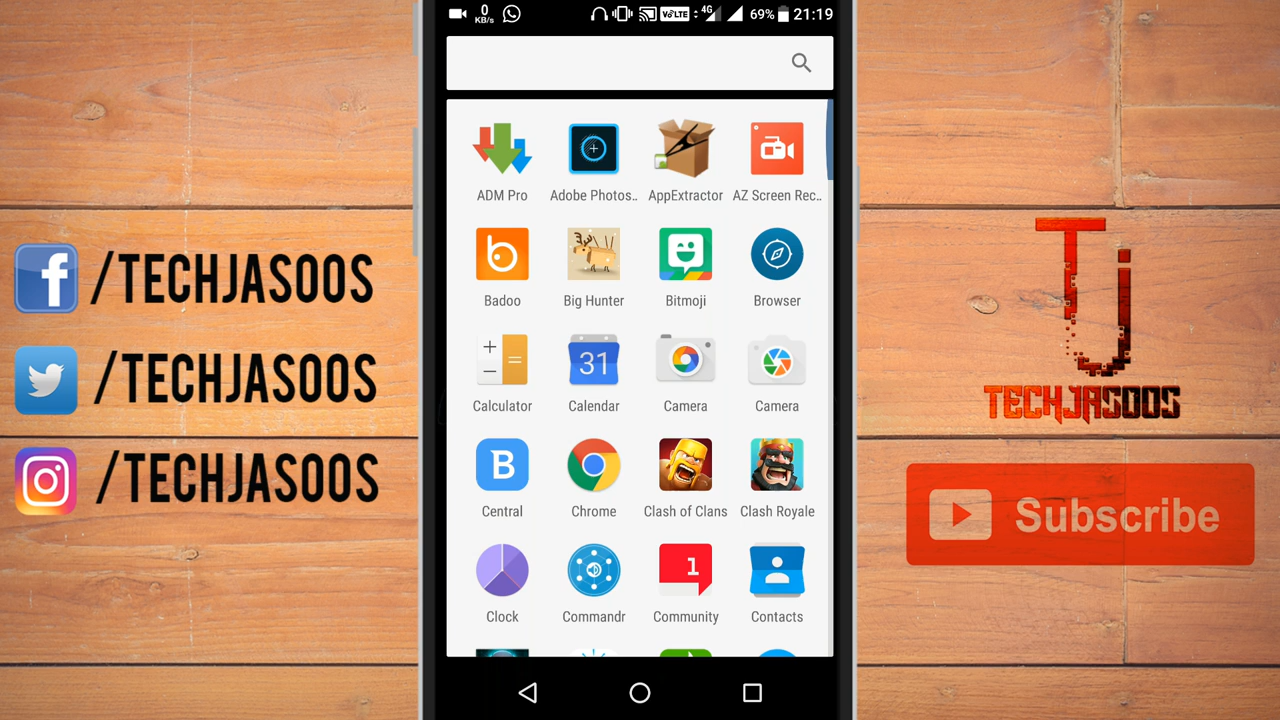 0
KB/s
VoLTE
4G
69%
21:19
ADM Pro
Adobe Photos..
AppExtractor
AZ Screen Rec..
Badoo
Big Hunter
Bitmoji
Browser
31
Calculator
Calendar
Camera
Camera
B
Central
Chrome
Clash of Clans
Clash Royale
1
Clock
Commandr
Community
Contacts
f /TECHJASOOS
/TECHJASOOS
/TECHJASOOS
TJ
TECHJASOOS
Subscribe